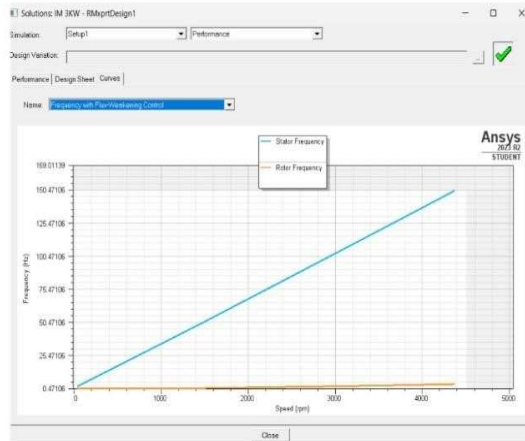 Solutions: IM 3KW - RMxprtDesign1
Simulation: Setup1 Performance
Design Variation: ...
Performance Design Sheet Curves
Name: Frequency with Flux-Weakening Control
Ansys
2023 R2
STUDENT
Stator Frequency
Rotor Frequency
169.01139
150.47106
125.47106
100.47106
75.47106
50.47106
25.47106
0.47106
Frequency (Hz)
0 1000 2000 3000 4000 5000
Speed (rpm)
Close